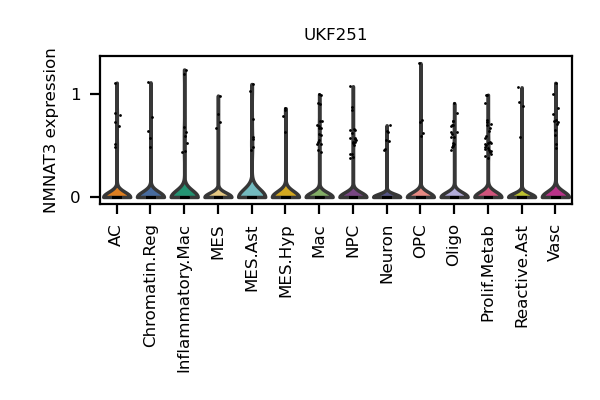 UKF251
NMNAT3 expression
1
0
AC
Chromatin.Reg
Inflammatory.Mac
MES
MES.Ast
MES.Hyp
Mac
NPC
Neuron
OPC
Oligo
Prolif.Metab
Reactive.Ast
Vasc